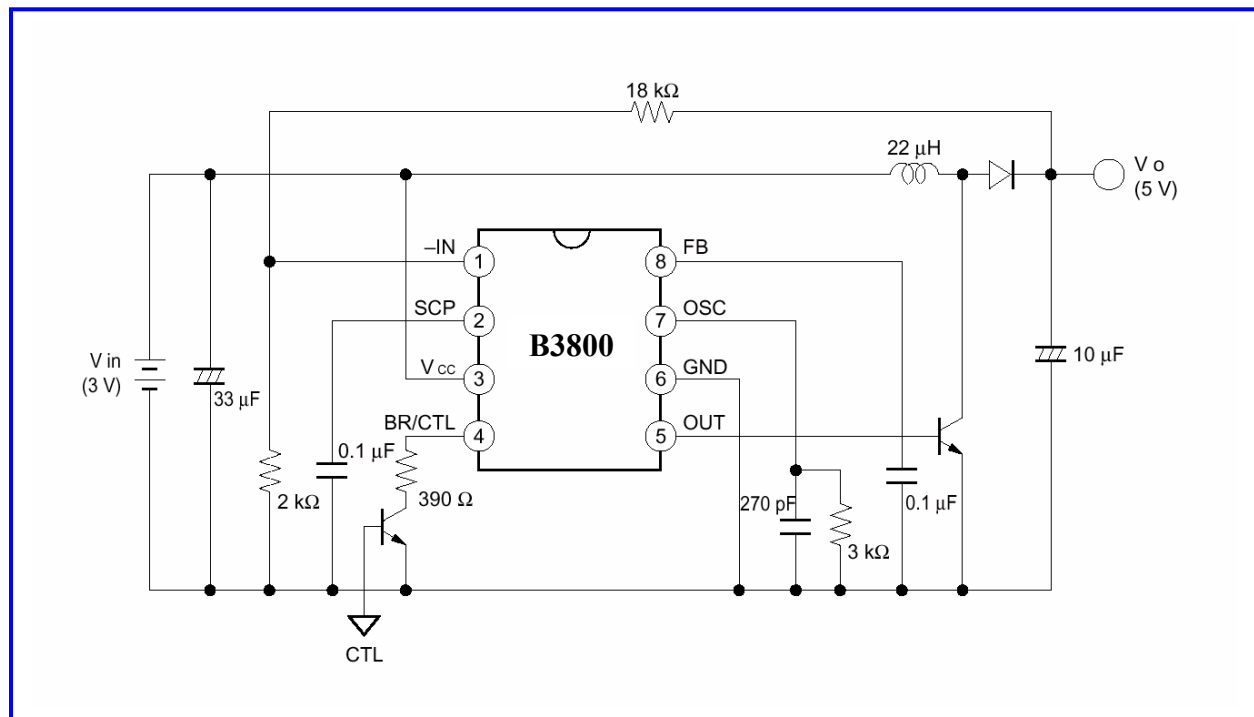 18 kΩ
22 μH
V o
(5 V)
–IN
1
8
FB
SCP
2
7
OSC
B3800
V in
(3 V)
33 μF
VCC
3
6
GND
10 μF
BR/CTL
4
5
OUT
0.1 μF
2 kΩ
390 Ω
270 pF
0.1 μF
3 kΩ
CTL